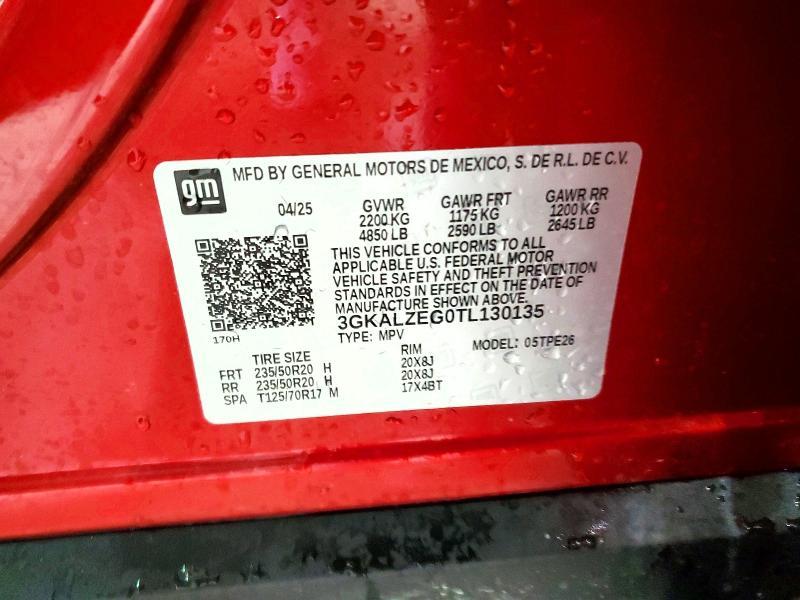 gm
MFD BY GENERAL MOTORS DE MEXICO, S. DE R.L. DE C.V.
04/25 GVWR GAWR FRT GAWR RR
2200 KG 1175 KG 1200 KG
4850 LB 2590 LB 2645 LB
THIS VEHICLE CONFORMS TO ALL
APPLICABLE U.S. FEDERAL MOTOR
VEHICLE SAFETY AND THEFT PREVENTION
STANDARDS IN EFFECT ON THE DATE OF
MANUFACTURE SHOWN ABOVE.
3GKALZEG0TL130135
170H
TYPE: MPV MODEL: 05TPE26
TIRE SIZE RIM
FRT 235/50R20 H 20X8J
RR 235/50R20 H 20X8J
SPA T125/70R17 M 17X4BT